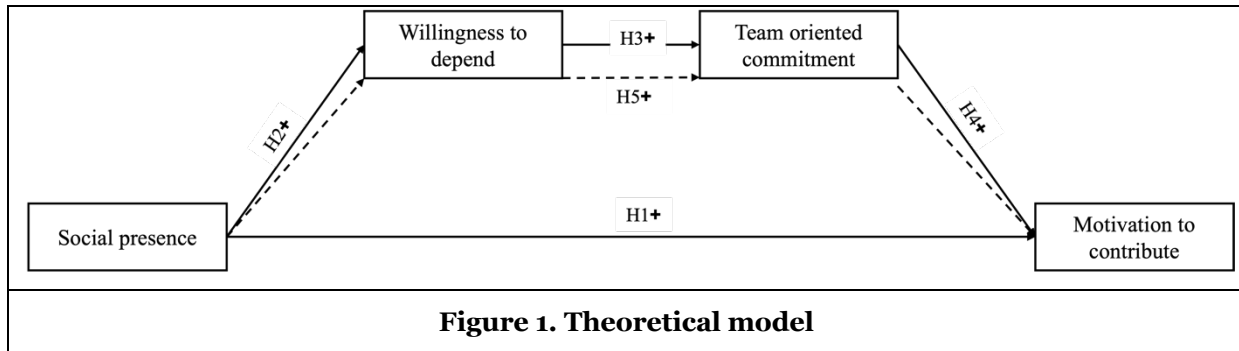 Willingness to
depend
H3+
Team oriented
commitment
H5+
H2+
H4+
H1+
Social presence
Motivation to
contribute
Figure 1. Theoretical model